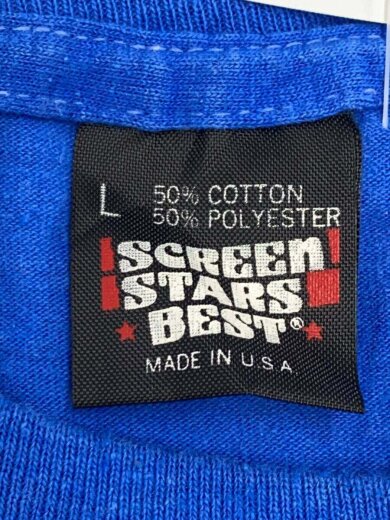 L 50% COTTON
50% POLYESTER
SCREEN
STARS
BEST®
MADE IN U.S.A